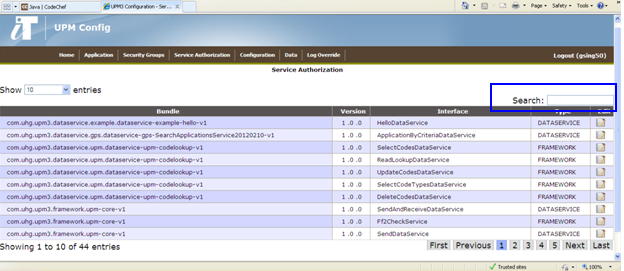 Java | CodeChef
UPM3 Configuration - Ser...
Page
Safety
Tools
iT
UPM Config
Home
Application
Security Groups
Service Authorization
Configuration
Data
Log Override
Logout (gsing50)
Service Authorization
Show 10 entries
Search:
Bundle Version Interface Type Edit
com.uhg.upm3.dataservice.example.dataservice-example-hello-v1 1 .0 .0 HelloDataService DATASERVICE
com.uhg.upm3.dataservice.gps.dataservice-gps-SearchApplicationsService20120210-v1 1 .0 .0 ApplicationByCriteriaDataService DATASERVICE
com.uhg.upm3.dataservice.upm.upm-codelookup-v1 1 .0 .0 SelectCodesDataService FRAMEWORK
com.uhg.upm3.dataservice.upm.upm-codelookup-v1 1 .0 .0 ReadLookupDataService FRAMEWORK
com.uhg.upm3.dataservice.upm.upm-codelookup-v1 1 .0 .0 UpdateCodesDataService FRAMEWORK
com.uhg.upm3.dataservice.upm.upm-codelookup-v1 1 .0 .0 SelectCodeTypesDataService FRAMEWORK
com.uhg.upm3.dataservice.upm.upm-codelookup-v1 1 .0 .0 DeleteCodesDataService FRAMEWORK
com.uhg.upm3.framework.upm-core-v1 1 .0 .0 SendAndReceiveDataService DATASERVICE
com.uhg.upm3.framework.upm-core-v1 1 .0 .0 Ff2CheckService FRAMEWORK
com.uhg.upm3.framework.upm-core-v1 1 .0 .0 SendDataService DATASERVICE
Showing 1 to 10 of 44 entries
First Previous 1 2 3 4 5 Next Last
Trusted sites
100%